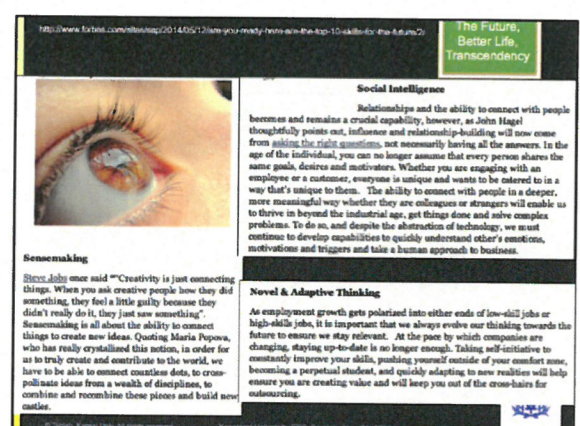 http://www.forbes.com/sites/sap/2014/05/12/are-you-ready-here-are-the-top-10-skills-for-the-future/2/
The Future,
Better Life,
Transcendency
Social Intelligence
Relationships and the ability to connect with people
becomes and remains a crucial capability, however, as John Hagel
thoughtfully points out, influence and relationship-building will now come
from asking the right questions, not necessarily having all the answers. In the
age of the individual, you can no longer assume that every person shares the
same goals, desires and motivators. Whether you are engaging with an
employee or a customer, everyone is unique and wants to be catered to in a
way that's unique to them. The ability to connect with people in a deeper,
more meaningful way whether they are colleagues or strangers will enable us
to thrive in beyond the industrial age, get things done and solve complex
problems. To do so, and despite the abstraction of technology, we must
continue to develop capabilities to quickly understand other's emotions,
motivations and triggers and take a human approach to business.
Sensemaking
Steve Jobs once said ""Creativity is just connecting
things. When you ask creative people how they did
something, they feel a little guilty because they
didn't really do it, they just saw something".
Sensemaking is all about the ability to connect
things to create new ideas. Quoting Maria Popova,
who has really crystallised this notion, in order for
us to truly create and contribute to the world, we
have to be able to connect countless dots, to cross-
pollinate ideas from a wealth of disciplines, to
combine and recombine these pieces and build new
castles.
Novel & Adaptive Thinking
As employment growth gets polarized into either ends of low-skill jobs or
high-skills jobs, it is important that we always evolve our thinking towards the
future to ensure we stay relevant. At the pace by which companies are
changing, staying up-to-date is no longer enough. Taking self-initiative to
constantly improve your skills, pushing yourself outside of your comfort zone,
becoming a perpetual student, and quickly adapting to new realities will help
ensure you are creating value and will keep you out of the cross-hairs for
outsourcing.